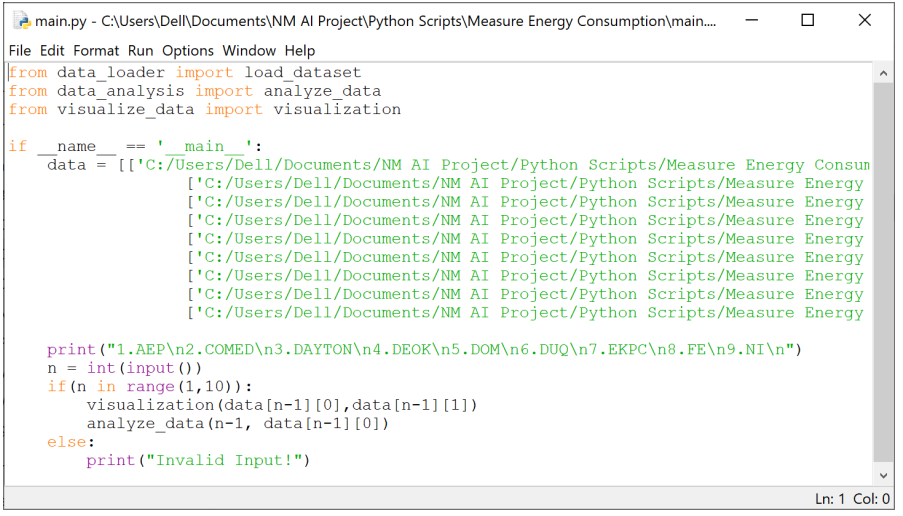 main.py - C:\Users\Dell\Documents\NM AI Project\Python Scripts\Measure Energy Consumption\main....
File Edit Format Run Options Window Help
from data_loader import load_dataset
from data_analysis import analyze_data
from visualize_data import visualization
if __name__ == '__main__':
    data = [['C:/Users/Dell/Documents/NM AI Project/Python Scripts/Measure Energy Consum
                  ['C:/Users/Dell/Documents/NM AI Project/Python Scripts/Measure Energy
                  ['C:/Users/Dell/Documents/NM AI Project/Python Scripts/Measure Energy
                  ['C:/Users/Dell/Documents/NM AI Project/Python Scripts/Measure Energy
                  ['C:/Users/Dell/Documents/NM AI Project/Python Scripts/Measure Energy
                  ['C:/Users/Dell/Documents/NM AI Project/Python Scripts/Measure Energy
                  ['C:/Users/Dell/Documents/NM AI Project/Python Scripts/Measure Energy
                  ['C:/Users/Dell/Documents/NM AI Project/Python Scripts/Measure Energy
                  ['C:/Users/Dell/Documents/NM AI Project/Python Scripts/Measure Energy
    print("1.AEP\n2.COMED\n3.DAYTON\n4.DEOK\n5.DOM\n6.DUQ\n7.EKPC\n8.FE\n9.NI\n")
    n = int(input())
    if(n in range(1,10)):
        visualization(data[n-1][0],data[n-1][1])
        analyze_data(n-1, data[n-1][0])
    else:
        print("Invalid Input!")
Ln: 1 Col: 0